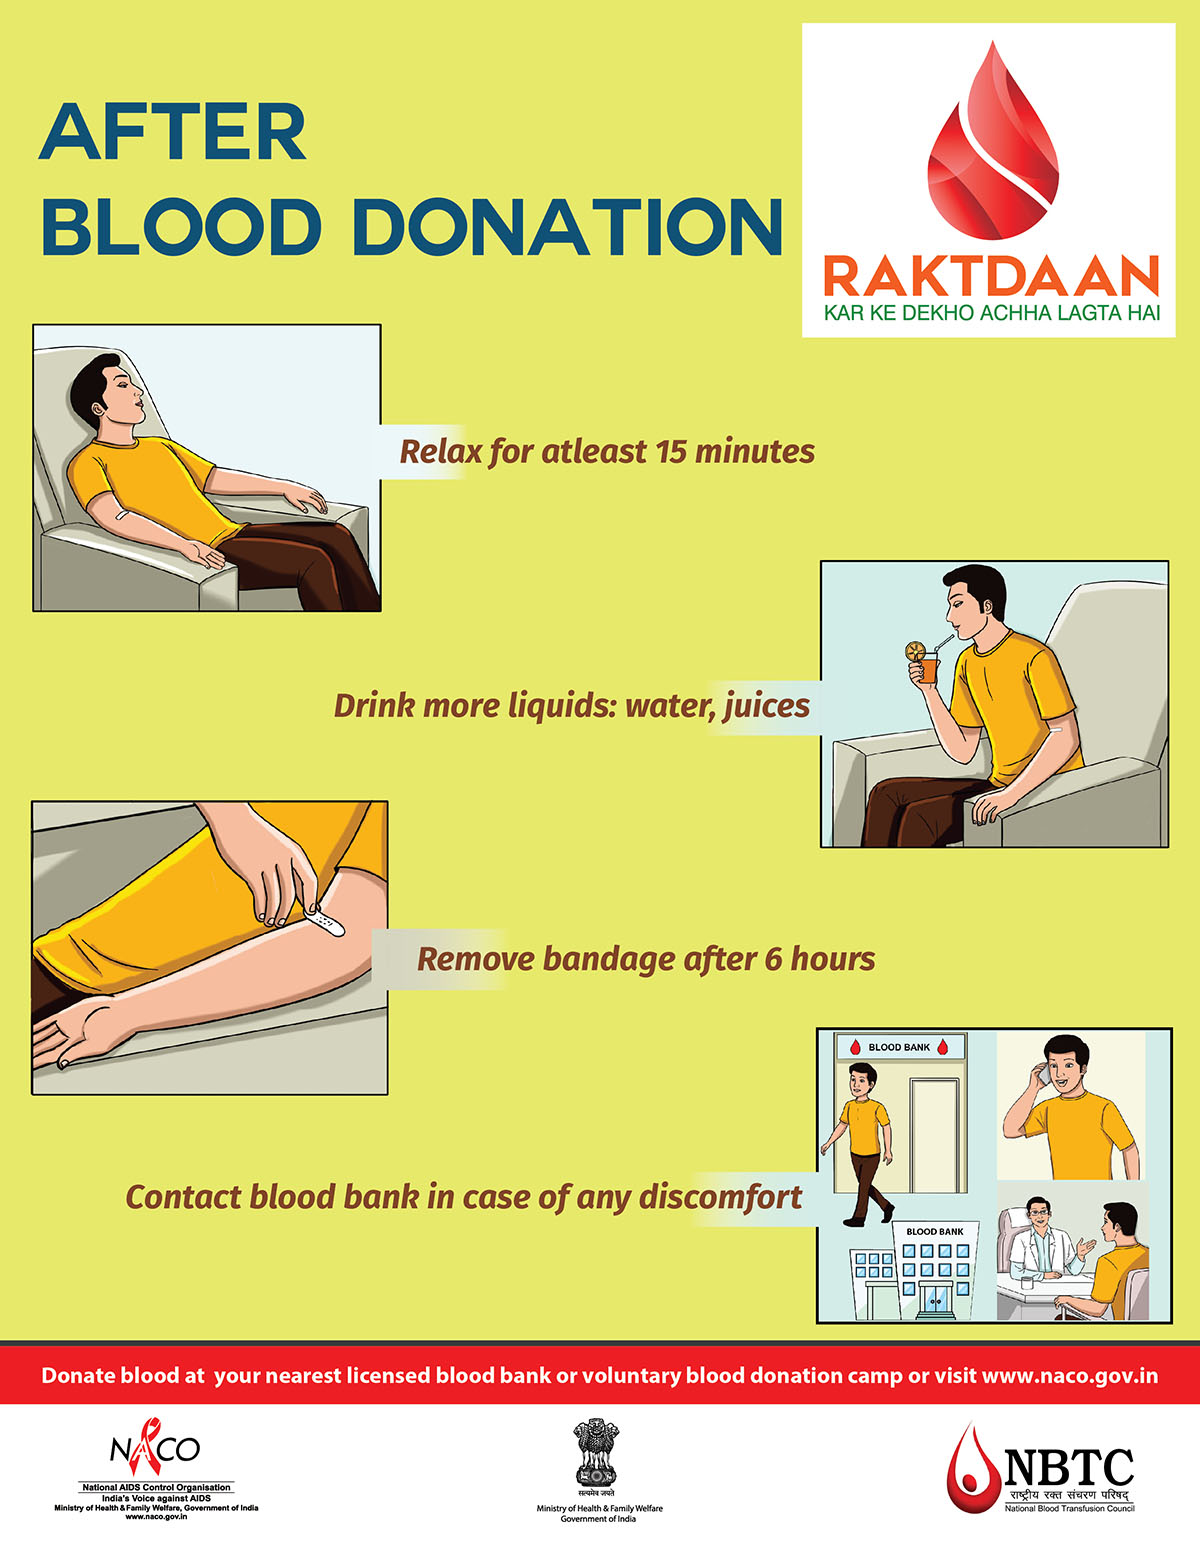 AFTER
BLOOD DONATION
RAKTDAAN
KAR KE DEKHO ACHHA LAGTA HAI
Relax for atleast 15 minutes
Drink more liquids: water, juices
Remove bandage after 6 hours
BLOOD BANK
Contact blood bank in case of any discomfort
BLOOD BANK
Donate blood at your nearest licensed blood bank or voluntary blood donation camp or visit www.naco.gov.in
NACO
National AIDS Control Organisation
India's Voice against AIDS
Ministry of Health & Family Welfare, Government of India
www.naco.gov.in
सत्यमेव जयते
Ministry of Health & Family Welfare
Government of India
NBTC
राष्ट्रीय रक्त संचरण परिषद्
National Blood Transfusion Council